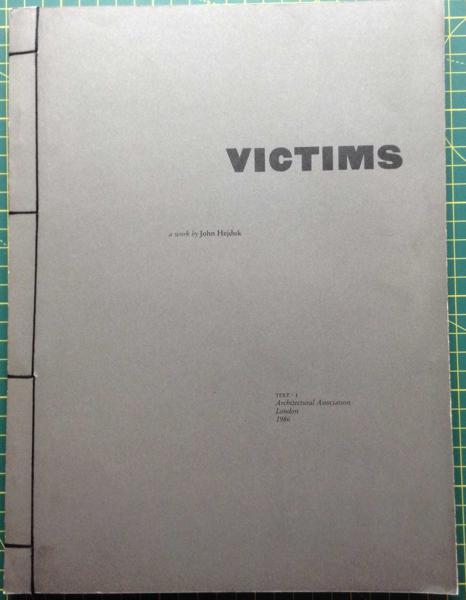 VICTIMS
a work by John Hejduk
TEXT · 1
Architectural Association
London
1986